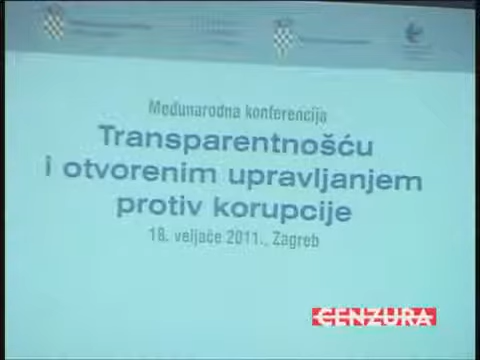 Međunarodna konferencija
Transparentnošću
i otvorenim upravljanjem
protiv korupcije
18. veljače 2011., Zagreb
CENZURA